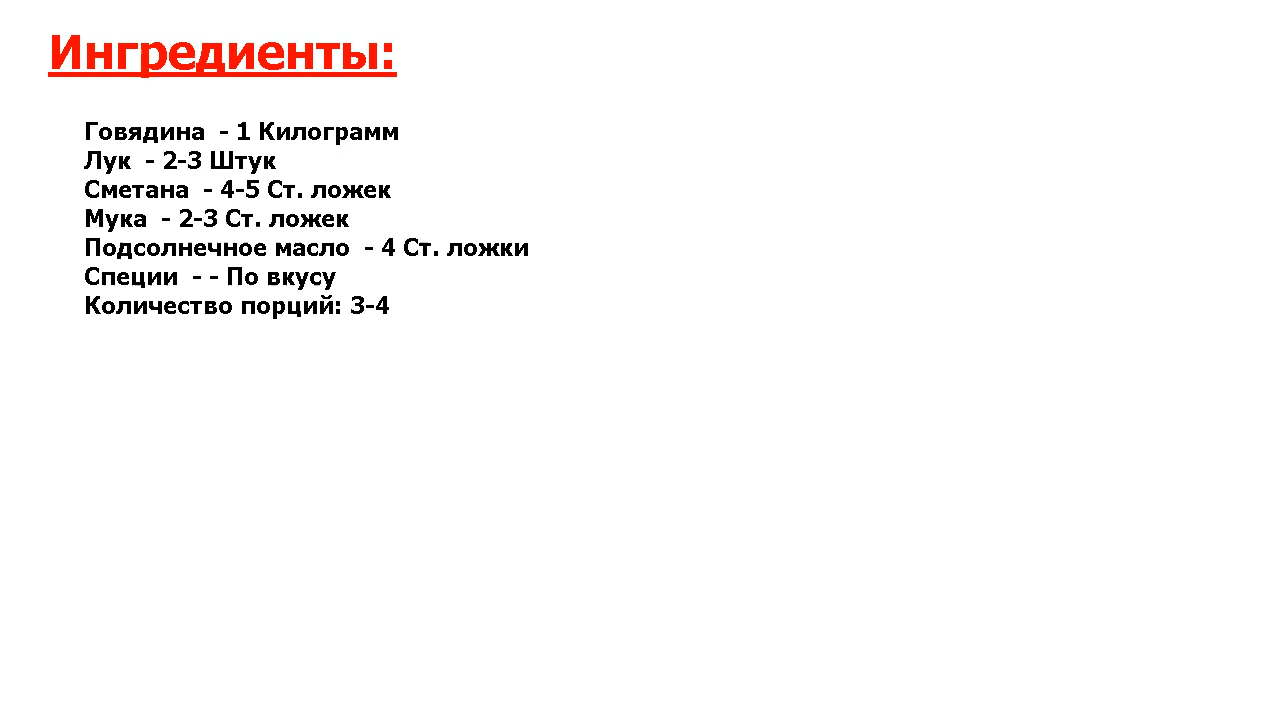 Ингредиенты:
Говядина  - 1 Килограмм
Лук  - 2-3 Штук
Сметана  - 4-5 Ст. ложек
Мука  - 2-3 Ст. ложек
Подсолнечное масло  - 4 Ст. ложки
Специи  - - По вкусу
Количество порций: 3-4